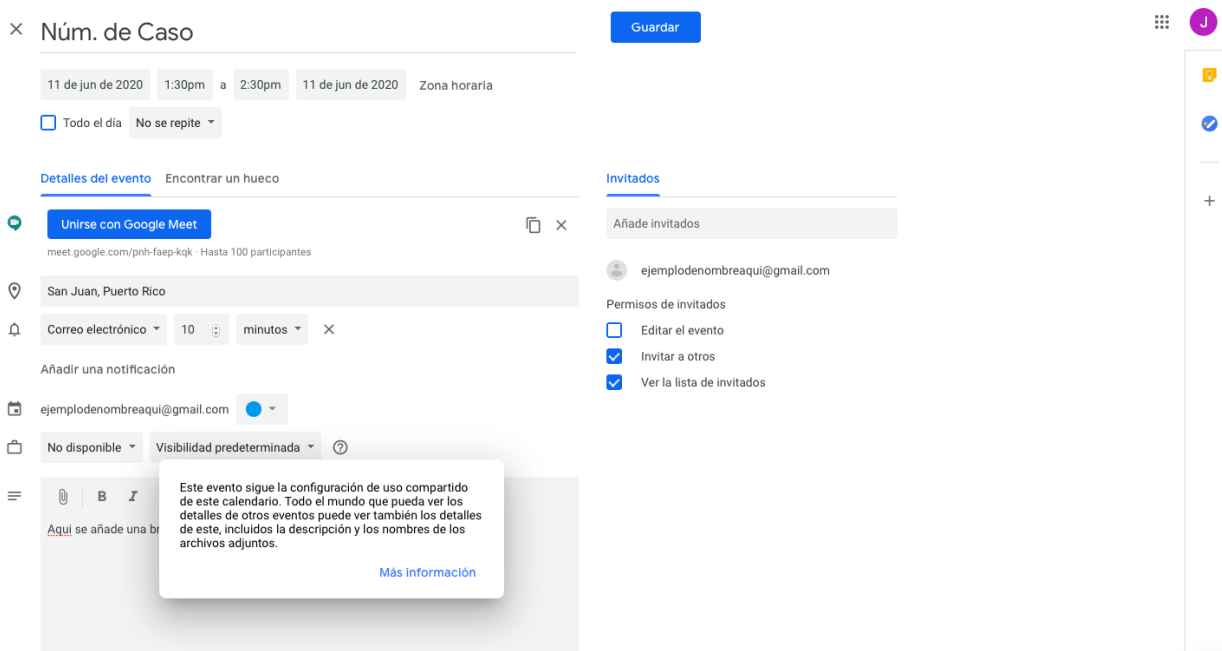 Núm. de Caso
Guardar
J
11 de jun de 2020 1:30pm a 2:30pm 11 de jun de 2020 Zona horaria
Todo el día No se repite
Detalles del evento Encontrar un hueco
Invitados
Unirse con Google Meet
Añade invitados
meet.google.com/pnh-faep-kqk · Hasta 100 participantes
ejemplodenombreaqui@gmail.com
San Juan, Puerto Rico
Permisos de invitados
Correo electrónico 10 minutos
Editar el evento
Invitar a otros
Añadir una notificación
Ver la lista de invitados
ejemplodenombreaqui@gmail.com
No disponible Visibilidad predeterminada
Este evento sigue la configuración de uso compartido
de este calendario. Todo el mundo que pueda ver los
detalles de otros eventos puede ver también los detalles
de este, incluidos la descripción y los nombres de los
archivos adjuntos.
Más información
B I
Aqui se añade una